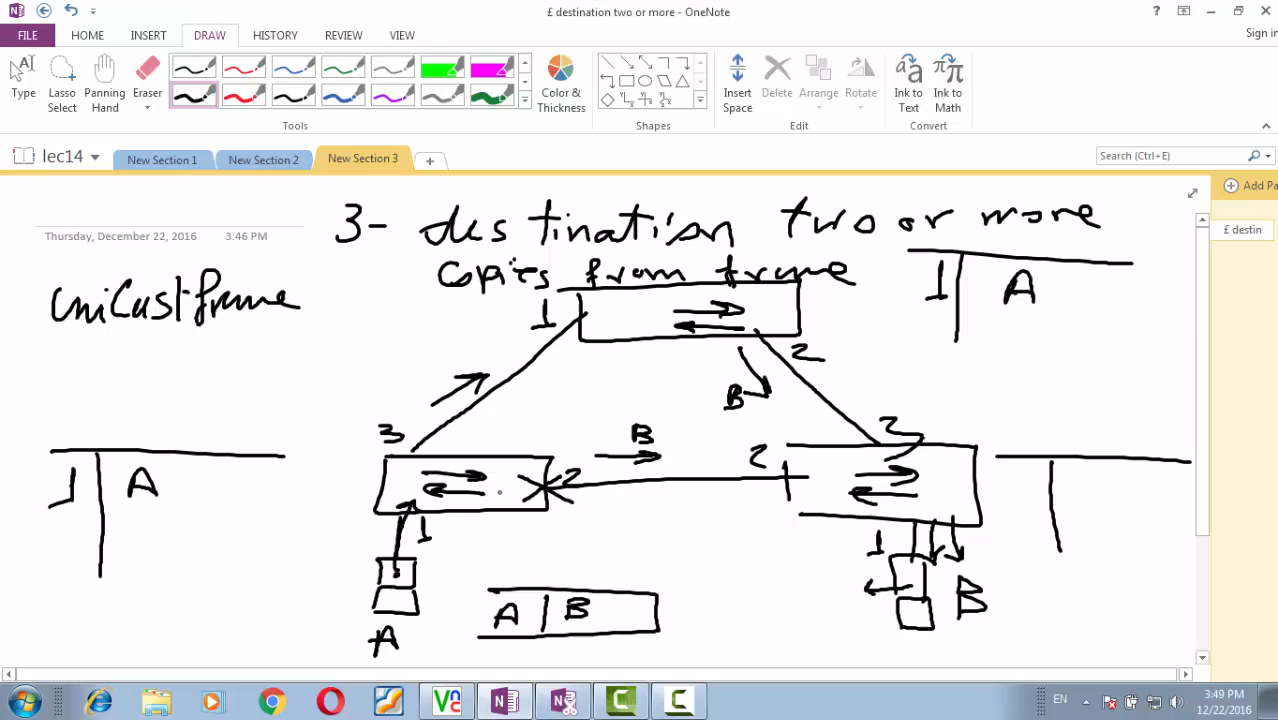 £ destination two or more - OneNote
Sign in
FILE HOME INSERT DRAW HISTORY REVIEW VIEW
Type
Lasso Select
Panning Hand
Eraser
Color & Thickness
Insert Space
Delete
Arrange
Rotate
Ink to Text
Ink to Math
Tools
Shapes
Edit
Convert
lec14
New Section 1
New Section 2
New Section 3
Search (Ctrl+E)
Add Pa
£ destin
Thursday, December 22, 2016 3:46 PM
3- destination two or more
copies from frame
uniCast frame
1 A
1
2
B
3
B
2
2
2
1 A
1
1
A
A B
B
EN
3:49 PM
12/22/2016